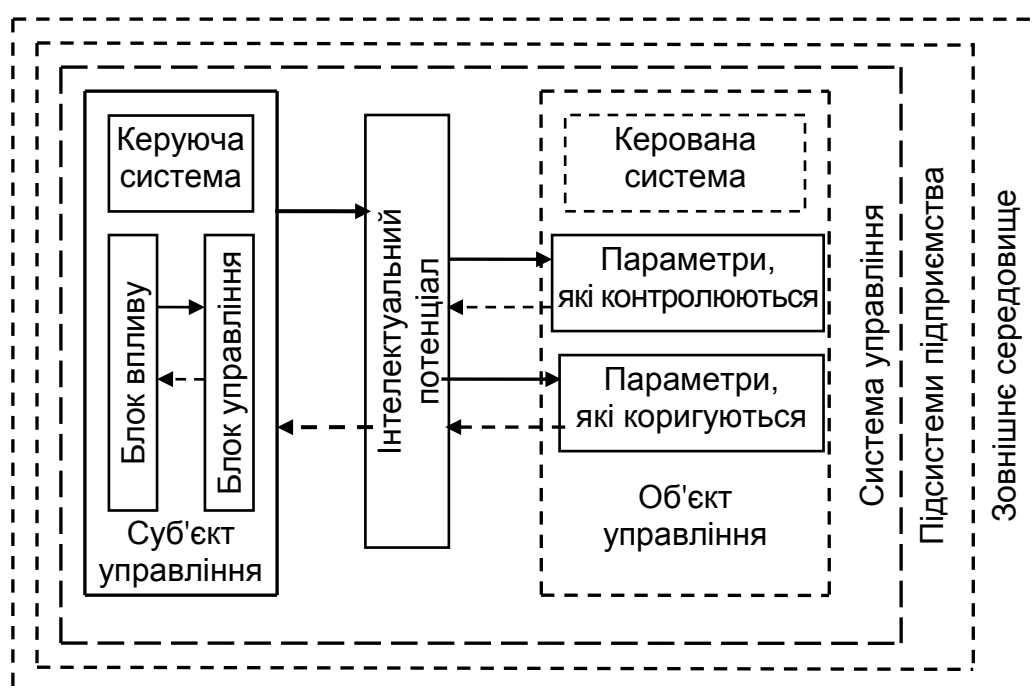 Керуюча
система
Блок впливу
Блок управління
Суб'єкт
управління
Інтелектуальний
потенціал
Керована
система
Параметри,
які контролюються
Параметри,
які коригуються
Об'єкт
управління
Система управління
Підсистеми підприємства
Зовнішнє середовище